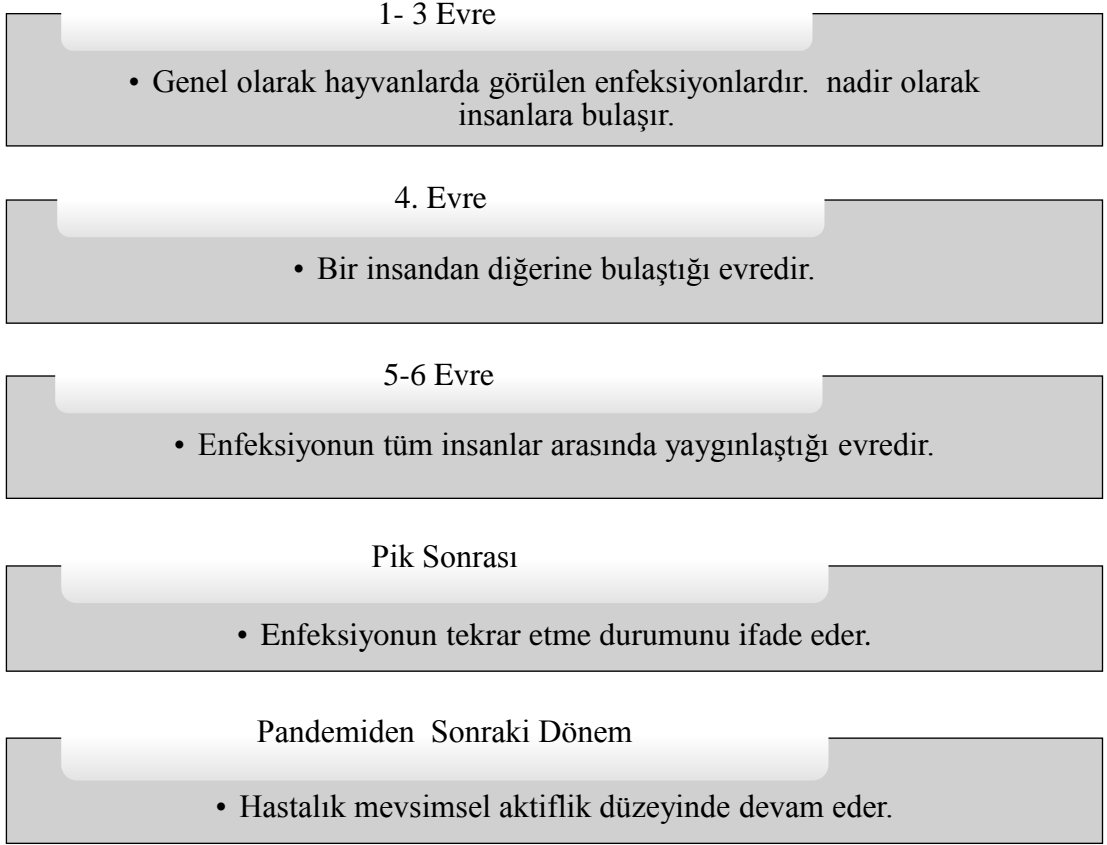 1- 3 Evre
• Genel olarak hayvanlarda görülen enfeksiyonlardır. nadir olarak
insanlara bulaşır.
4. Evre
• Bir insandan diğerine bulaştığı evredir.
5-6 Evre
• Enfeksiyonun tüm insanlar arasında yaygınlaştığı evredir.
Pik Sonrası
• Enfeksiyonun tekrar etme durumunu ifade eder.
Pandemiden Sonraki Dönem
• Hastalık mevsimsel aktiflik düzeyinde devam eder.